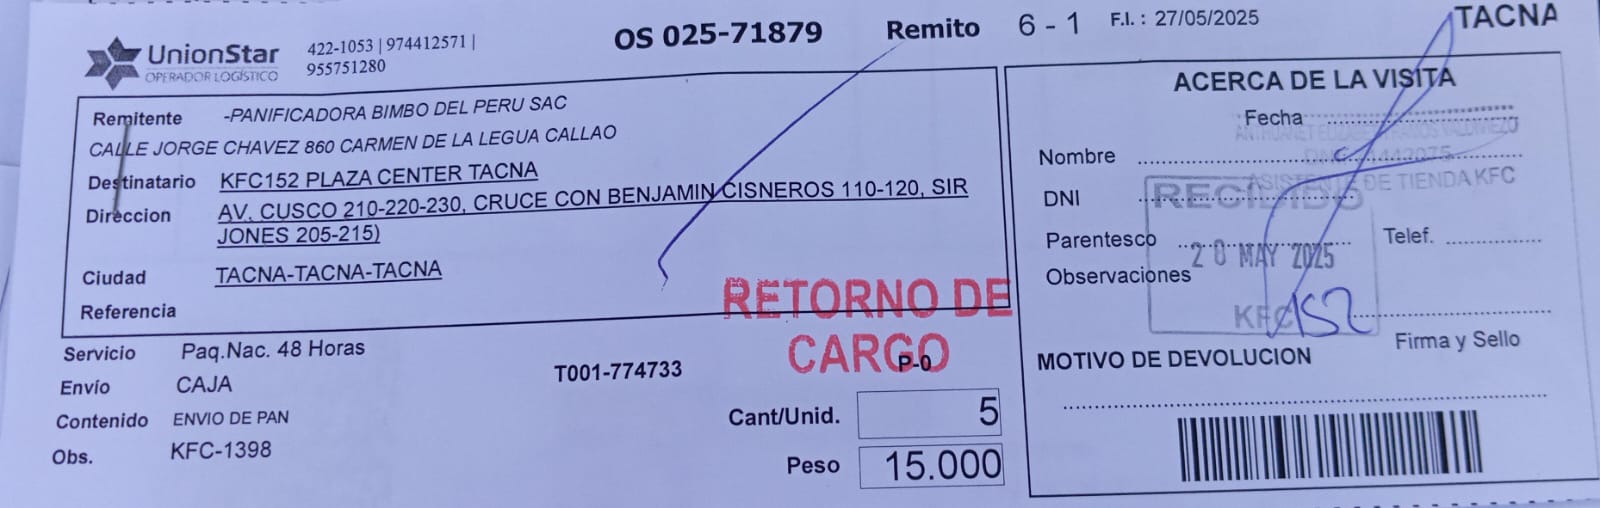 UnionStar
OPERADOR LOGÍSTICO
422-1053 | 974412571 |
955751280
OS 025-71879 Remito 6 - 1 F.I. : 27/05/2025 TACNA
Remitente -PANIFICADORA BIMBO DEL PERU SAC
CALLE JORGE CHAVEZ 860 CARMEN DE LA LEGUA CALLAO
Destinatario KFC152 PLAZA CENTER TACNA
Direccion AV. CUSCO 210-220-230, CRUCE CON BENJAMIN CISNEROS 110-120, SIR
JONES 205-215)
Ciudad TACNA-TACNA-TACNA
Referencia
RETORNO DE
CARGO
Servicio Paq.Nac. 48 Horas
Envío CAJA
Contenido ENVIO DE PAN
Obs. KFC-1398
T001-774733
P-0
Cant/Unid. 5
Peso 15.000
ACERCA DE LA VISITA
Fecha
Nombre
DNI
ASISTENTE DE TIENDA KFC
RECIBIDO
Parentesco
Telef.
MAY 2025
Observaciones
KFC 152
Firma y Sello
MOTIVO DE DEVOLUCION